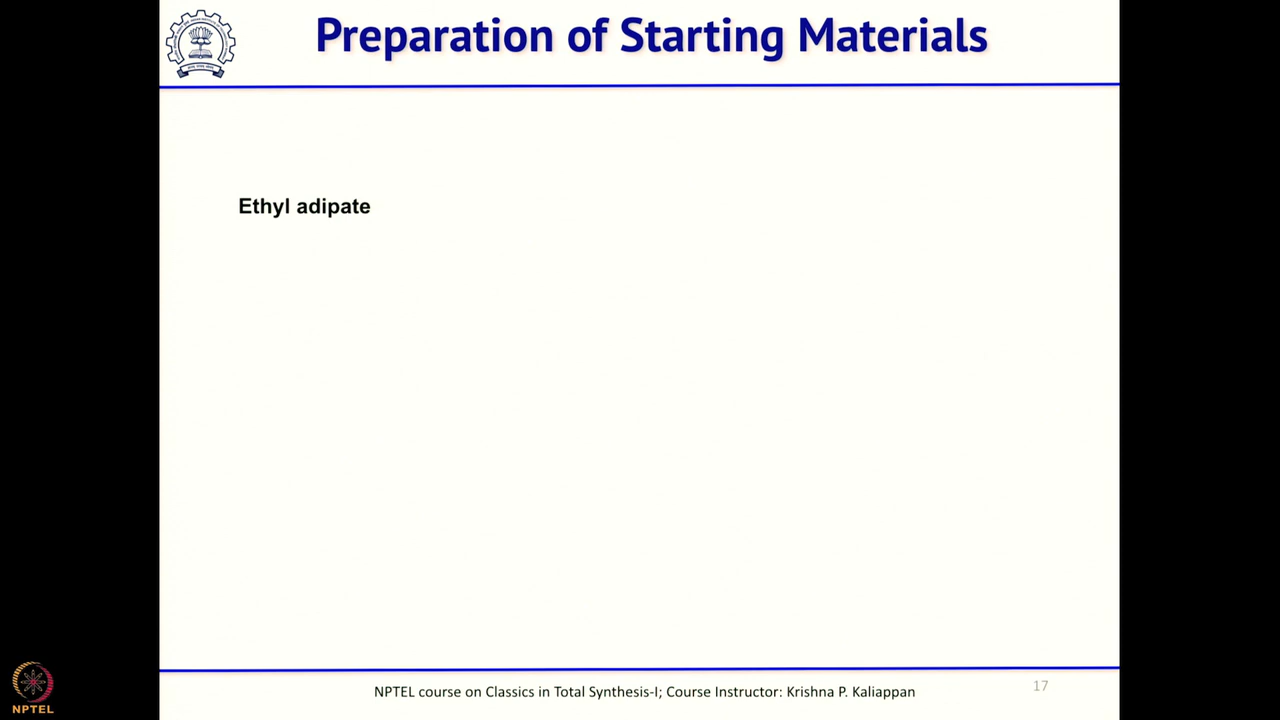 Preparation of Starting Materials
Ethyl adipate
NPTEL course on Classics in Total Synthesis-I; Course Instructor: Krishna P. Kaliappan
17
NPTEL